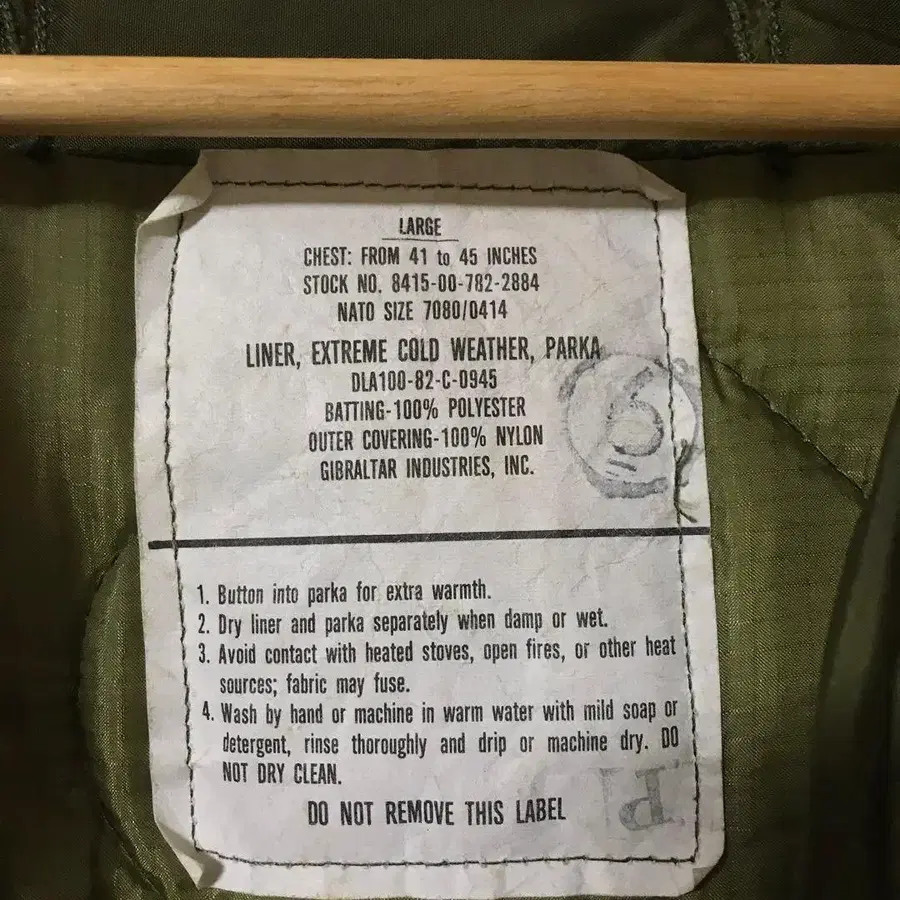 LARGE
CHEST: FROM 41 to 45 INCHES
STOCK NO. 8415-00-782-2884
NATO SIZE 7080/0414
LINER, EXTREME COLD WEATHER, PARKA
DLA100-82-C-0945
BATTING-100% POLYESTER
OUTER COVERING-100% NYLON
GIBRALTAR INDUSTRIES, INC.
6
1. Button into parka for extra warmth.
2. Dry liner and parka separately when damp or wet.
3. Avoid contact with heated stoves, open fires, or other heat
sources; fabric may fuse.
4. Wash by hand or machine in warm water with mild soap or
detergent, rinse thoroughly and drip or machine dry. DO
NOT DRY CLEAN.
DO NOT REMOVE THIS LABEL